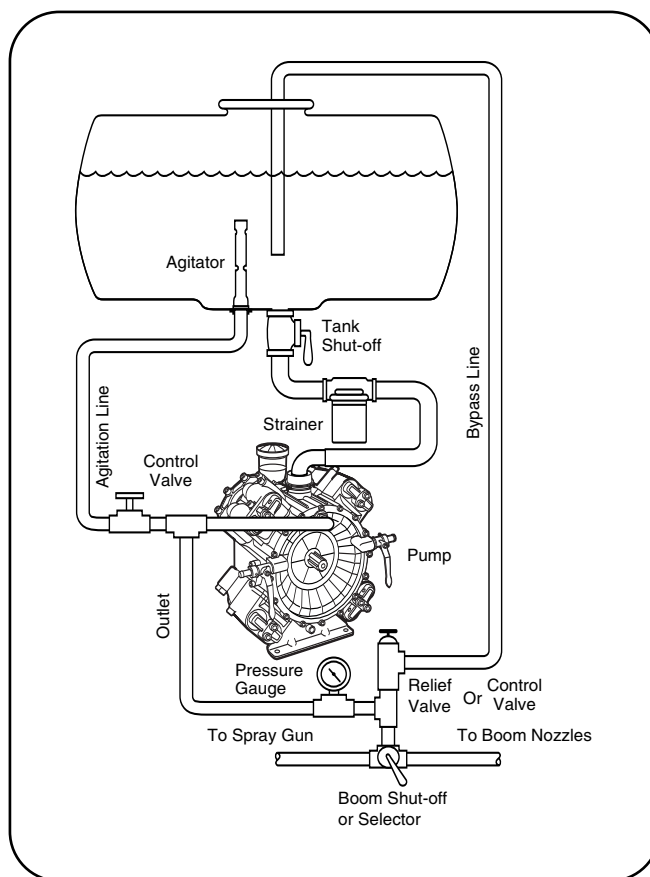 Agitator
Tank
Shut-off
Bypass Line
Strainer
Agitation Line
Control
Valve
Pump
Outlet
Pressure
Gauge
Relief
Valve
Or
Control
Valve
To Spray Gun
To Boom Nozzles
Boom Shut-off
or Selector